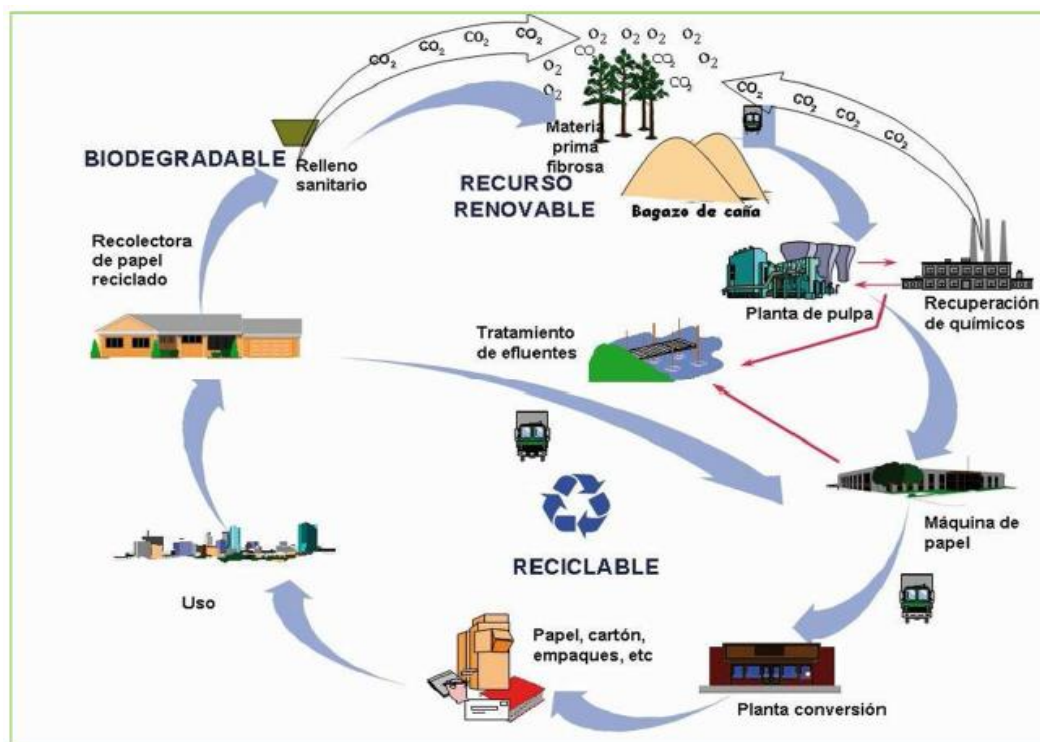 CO2 CO2 CO2 CO2
O2 O2 O2 O2
CO2 O2
O2 CO2
O2 CO2
CO2 CO2 CO2 CO2
Materia
prima
fibrosa
BIODEGRADABLE
Relleno
sanitario
RECURSO
RENOVABLE
Bagazo de caña
Recolectora
de papel
reciclado
Planta de pulpa
Recuperación
de químicos
Tratamiento
de efluentes
Máquina de
papel
RECICLABLE
Uso
Papel, cartón,
empaques, etc
Planta conversión